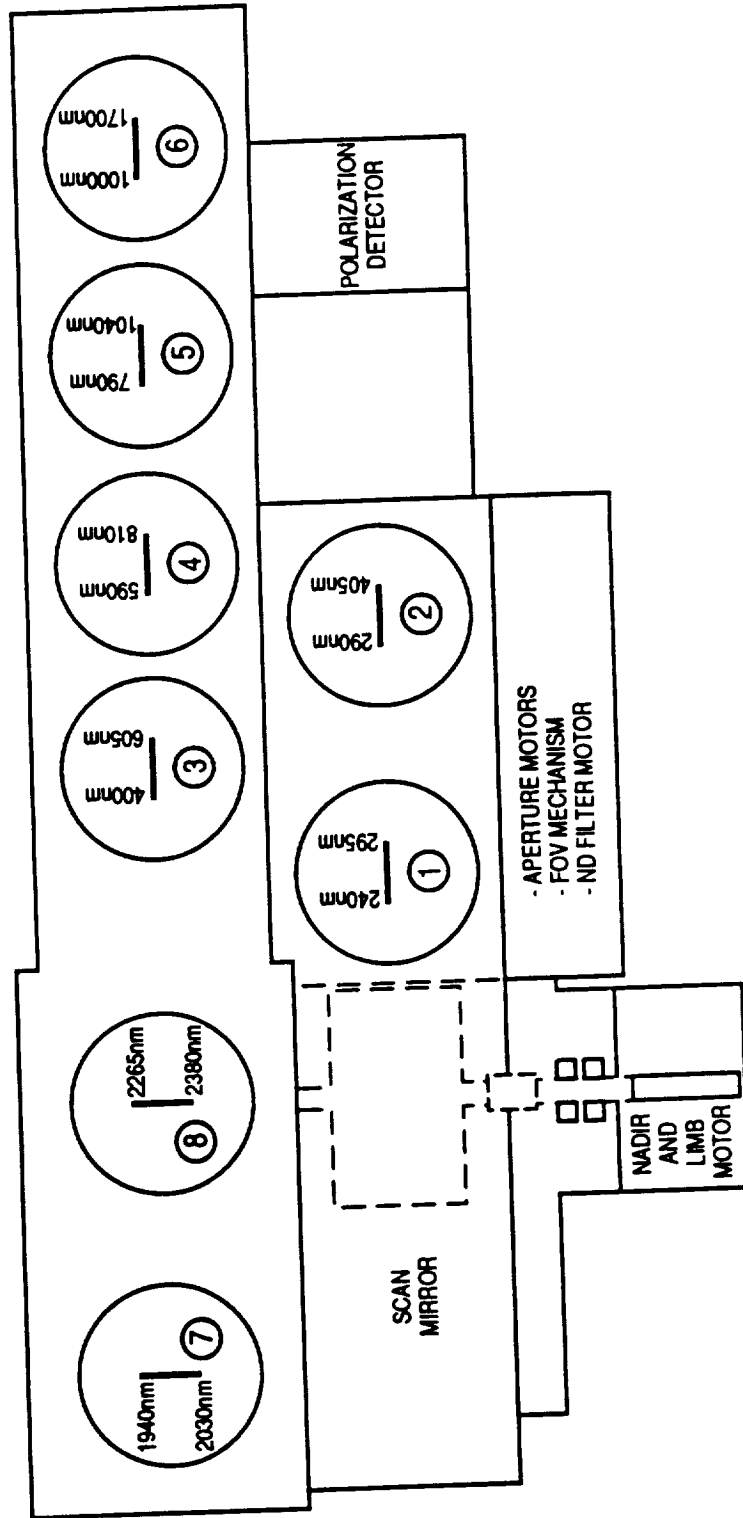 1940nm
2030nm
7
2265nm
2380nm
8
400nm
605nm
3
590nm
810nm
4
790nm
1040nm
5
1000nm
1700nm
6
SCAN
MIRROR
240nm
295nm
1
290nm
405nm
2
POLARIZATION
DETECTOR
NADIR
AND
LIMB
MOTOR
- APERTURE MOTORS
- FOV MECHANISM
- ND FILTER MOTOR